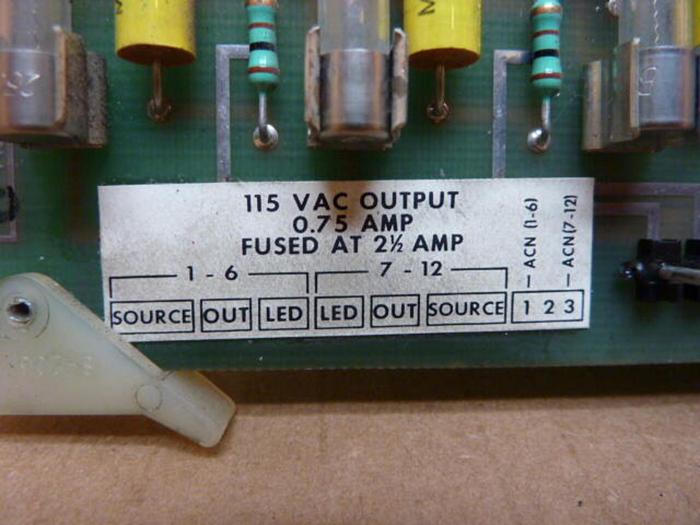 115 VAC OUTPUT
0.75 AMP
FUSED AT 2½ AMP
1 - 6 7 - 12
SOURCE OUT LED LED OUT SOURCE 1 2 3
ACN (1-6)
ACN (7-12)